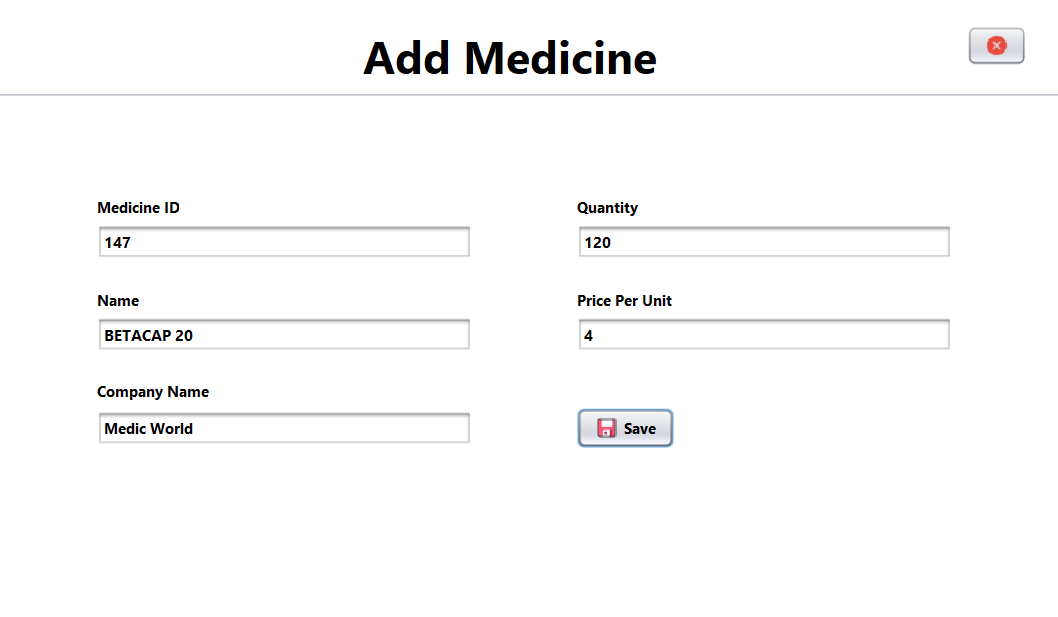 Add Medicine
Medicine ID
147
Quantity
120
Name
BETACAP 20
Price Per Unit
4
Company Name
Medic World
Save